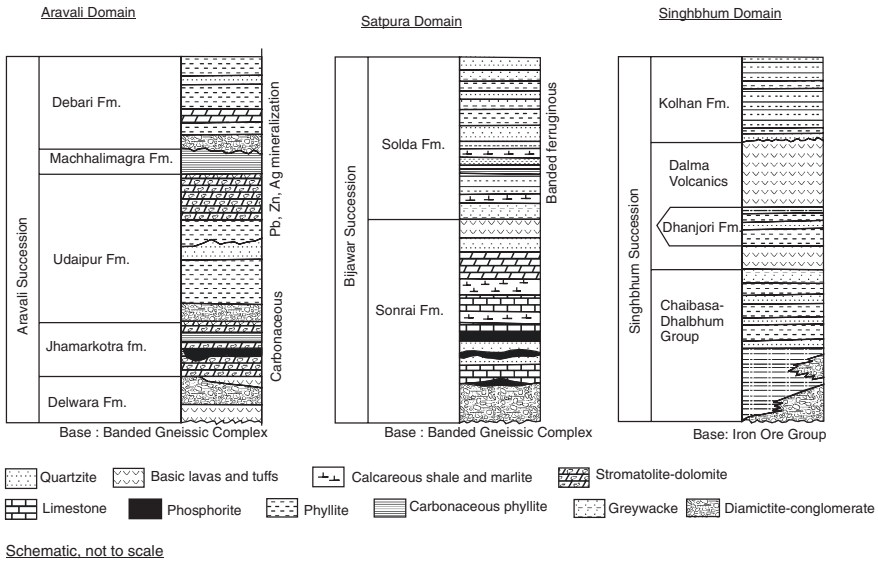 Aravali Domain
Satpura Domain
Singhbhum Domain
Aravali Succession
Debari Fm.
Machhalimagra Fm.
Udaipur Fm.
Jhamarkotra fm.
Delwara Fm.
Pb, Zn, Ag mineralization
Carbonaceous
Base : Banded Gneissic Complex
Bijawar Succession
Solda Fm.
Sonrai Fm.
Banded ferruginous
Base : Banded Gneissic Complex
Singhbhum Succession
Kolhan Fm.
Dalma
Volcanics
Dhanjori Fm.
Chaibasa-
Dhalbhum
Group
Base: Iron Ore Group
Quartzite
Basic lavas and tuffs
Calcareous shale and marlite
Stromatolite-dolomite
Limestone
Phosphorite
Phyllite
Carbonaceous phyllite
Greywacke
Diamictite-conglomerate
Schematic, not to scale